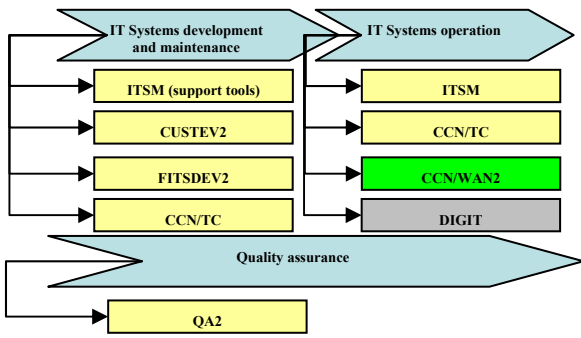 IT Systems development
and maintenance
ITSM (support tools)
CUSTEV2
FITSDEV2
CCN/TC
IT Systems operation
ITSM
CCN/TC
CCN/WAN2
DIGIT
Quality assurance
QA2